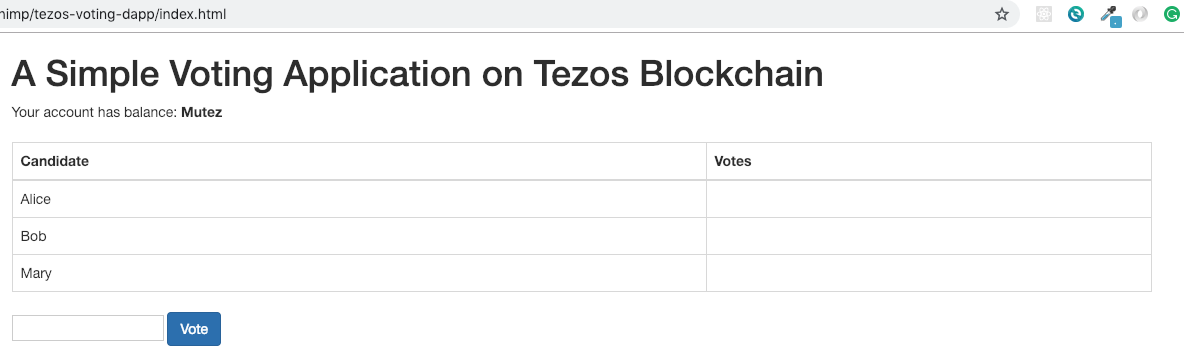 himp/tezos-voting-dapp/index.html
A Simple Voting Application on Tezos Blockchain
Your account has balance: Mutez
Candidate Votes
Alice
Bob
Mary
Vote